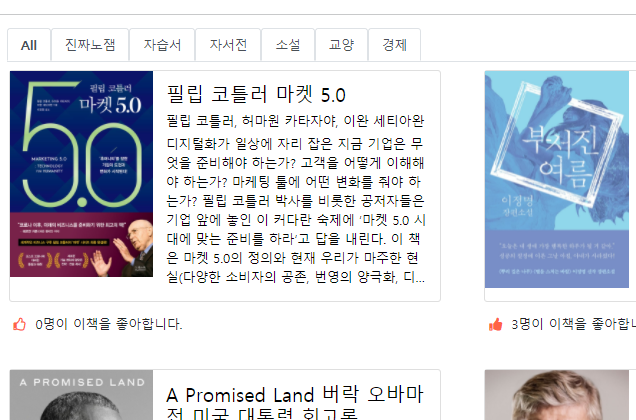 All 진짜노잼 자습서 자서전 소설 교양 경제
필립 코틀러
마켓 5.0
5.0
MARKETING 5.0
TECHNOLOGY
FOR HUMANITY
필립 코틀러 마켓 5.0
필립 코틀러, 허마원 카타자야, 이완 세티아완
디지털화가 일상에 자리 잡은 지금 기업은 무
엇을 준비해야 하는가? 고객을 어떻게 이해해
야 하는가? 마케팅 툴에 어떤 변화를 줘야 하
는가? 필립 코틀러 박사를 비롯한 공저자들은
기업 앞에 놓인 이 커다란 숙제에 ‘마켓 5.0 시
대에 맞는 준비를 하라’고 답을 내린다. 이 책
은 마켓 5.0의 정의와 현재 우리가 마주한 현
실(다양한 소비자의 공존, 번영의 양극화, 디...
0명이 이책을 좋아합니다.
부서진
여름
이정명
장편소설
3명이 이책을 좋아합니
A PROMISED LAND
A Promised Land 버락 오바마
전 미국 대통령 회고록